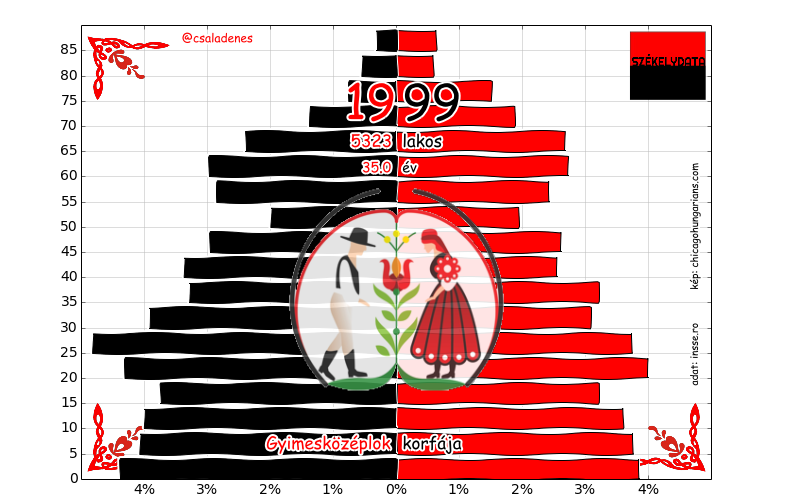 @csaladenes
SZÉKELYDATA
1999
5323 lakos
35.0 év
kép: chicagohungarians.com
adat: insse.ro
Gyimesközéplok korfája
85
80
75
70
65
60
55
50
45
40
35
30
25
20
15
10
5
0
4% 3% 2% 1% 0% 1% 2% 3% 4%